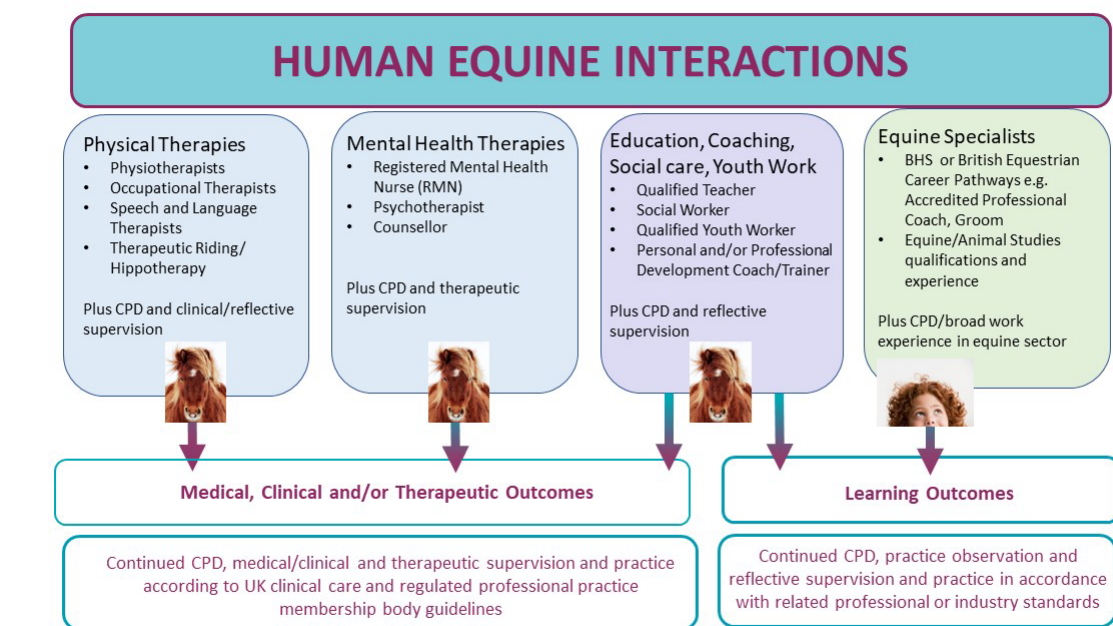 HUMAN EQUINE INTERACTIONS
Physical Therapies
• Physiotherapists
• Occupational Therapists
• Speech and Language
Therapists
• Therapeutic Riding/
Hippotherapy
Plus CPD and clinical/reflective
supervision
Mental Health Therapies
• Registered Mental Health
Nurse (RMN)
• Psychotherapist
• Counsellor
Plus CPD and therapeutic
supervision
Education, Coaching,
Social care, Youth Work
• Qualified Teacher
• Social Worker
• Qualified Youth Worker
• Personal and/or Professional
Development Coach/Trainer
Plus CPD and reflective
supervision
Equine Specialists
• BHS or British Equestrian
Career Pathways e.g.
Accredited Professional
Coach, Groom
• Equine/Animal Studies
qualifications and
experience
Plus CPD/broad work
experience in equine sector
Medical, Clinical and/or Therapeutic Outcomes
Learning Outcomes
Continued CPD, medical/clinical and therapeutic supervision and practice
according to UK clinical care and regulated professional practice
membership body guidelines
Continued CPD, practice observation and
reflective supervision and practice in accordance
with related professional or industry standards